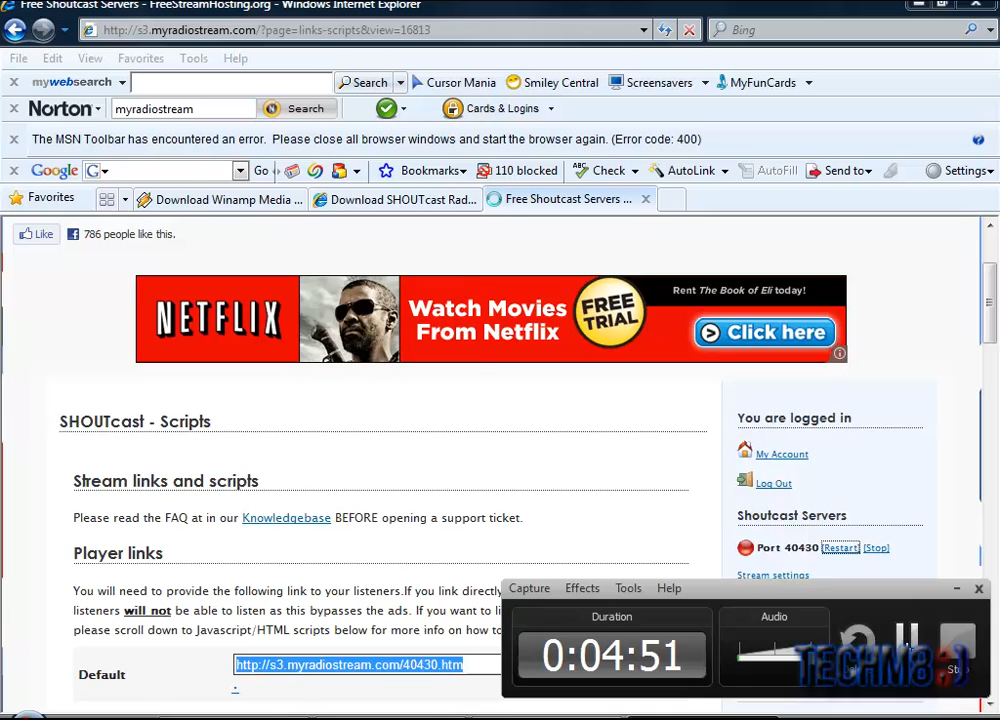 Free Shoutcast Servers - FreeStreamHosting.org - Windows Internet Explorer
http://s3.myradiostream.com/?page=links-scripts&view=16813
Bing
File Edit View Favorites Tools Help
mywebsearch Search Cursor Mania Smiley Central Screensavers MyFunCards
Norton myradiostream Search Cards & Logins
The MSN Toolbar has encountered an error. Please close all browser windows and start the browser again. (Error code: 400)
Google G Go Bookmarks 110 blocked ABC Check AutoLink AutoFill Send to Settings
Favorites Download Winamp Media ... Download SHOUTcast Rad... Free Shoutcast Servers ... x
Like 786 people like this.
NETFLIX
Watch Movies
From Netflix
FREE
TRIAL
Rent The Book of Eli today!
Click here
SHOUTcast - Scripts
Stream links and scripts
Please read the FAQ at in our Knowledgebase BEFORE opening a support ticket.
Player links
You will need to provide the following link to your listeners.If you link directly
listeners will not be able to listen as this bypasses the ads. If you want to
please scroll down to Javascript/HTML scripts below for more info on how to
Default http://s3.myradiostream.com/40430.htm
You are logged in
My Account
Log Out
Shoutcast Servers
Port 40430 [Restart] [Stop]
Stream settings
Capture Effects Tools Help
Duration
0:04:51
Audio
TECHM8:)